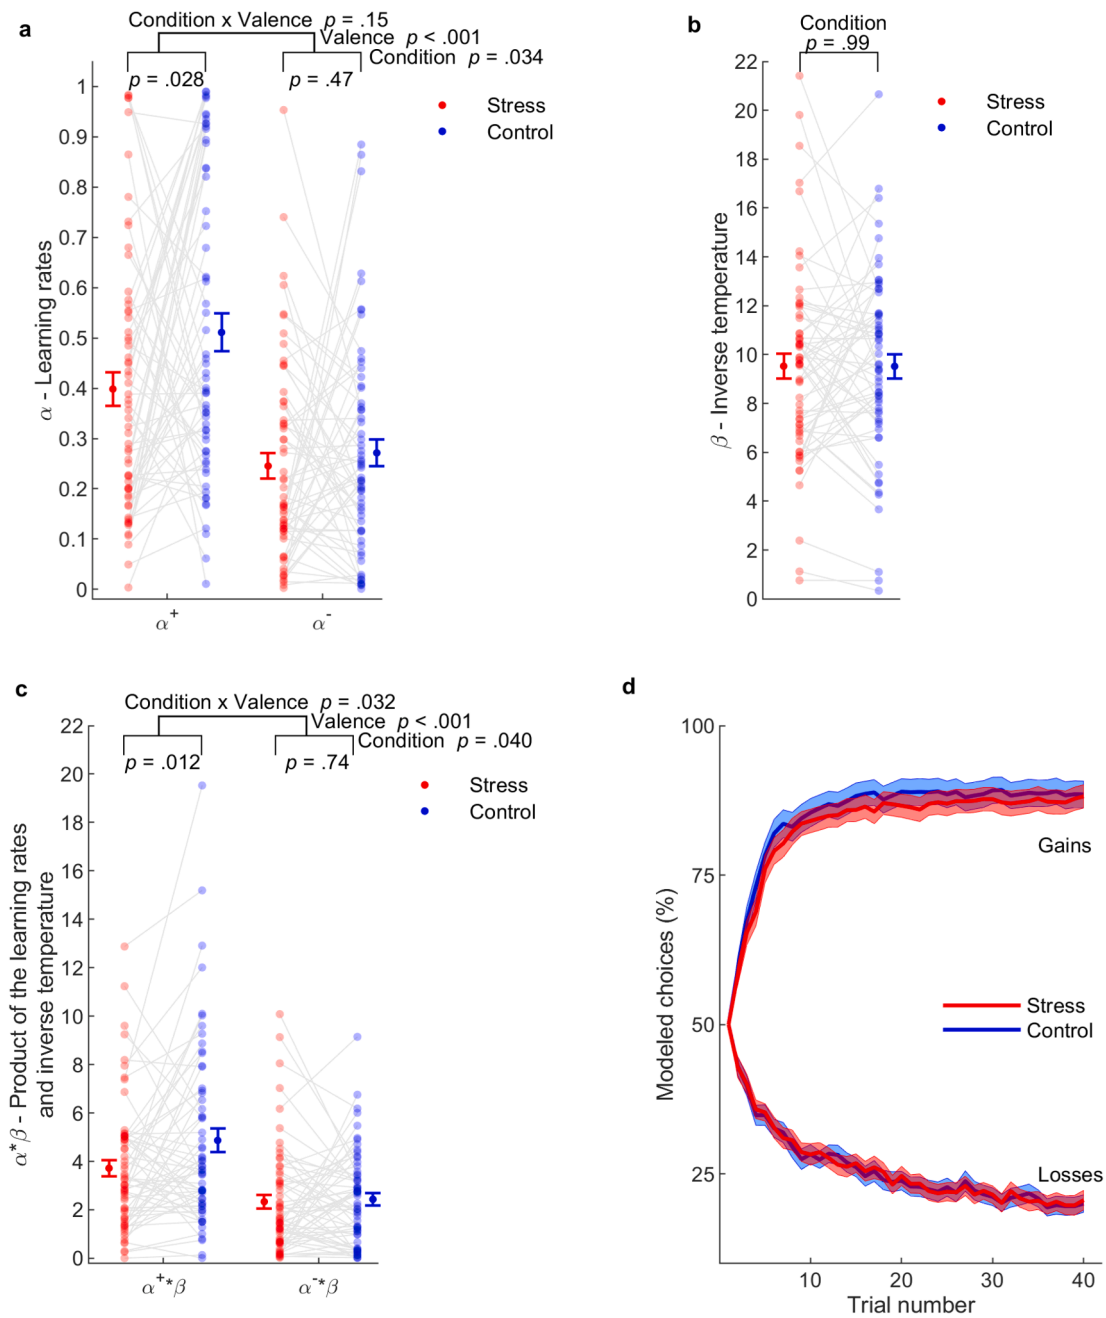 a
Condition x Valence p = .15
Valence p < .001
Condition p = .034
p = .028
p = .47
Stress
Control
1
0.9
0.8
0.7
0.6
0.5
0.4
0.3
0.2
0.1
0
α - Learning rates
α+
α-
b
Condition
p = .99
Stress
Control
22
20
18
16
14
12
10
8
6
4
2
0
β - Inverse temperature
c
Condition x Valence p = .032
Valence p < .001
Condition p = .040
p = .012
p = .74
Stress
Control
22
20
18
16
14
12
10
8
6
4
2
0
α*β - Product of the learning rates
and inverse temperature
α+*β
α-*β
d
100
75
50
25
Modeled choices (%)
Gains
Stress
Control
Losses
10 20 30 40
Trial number